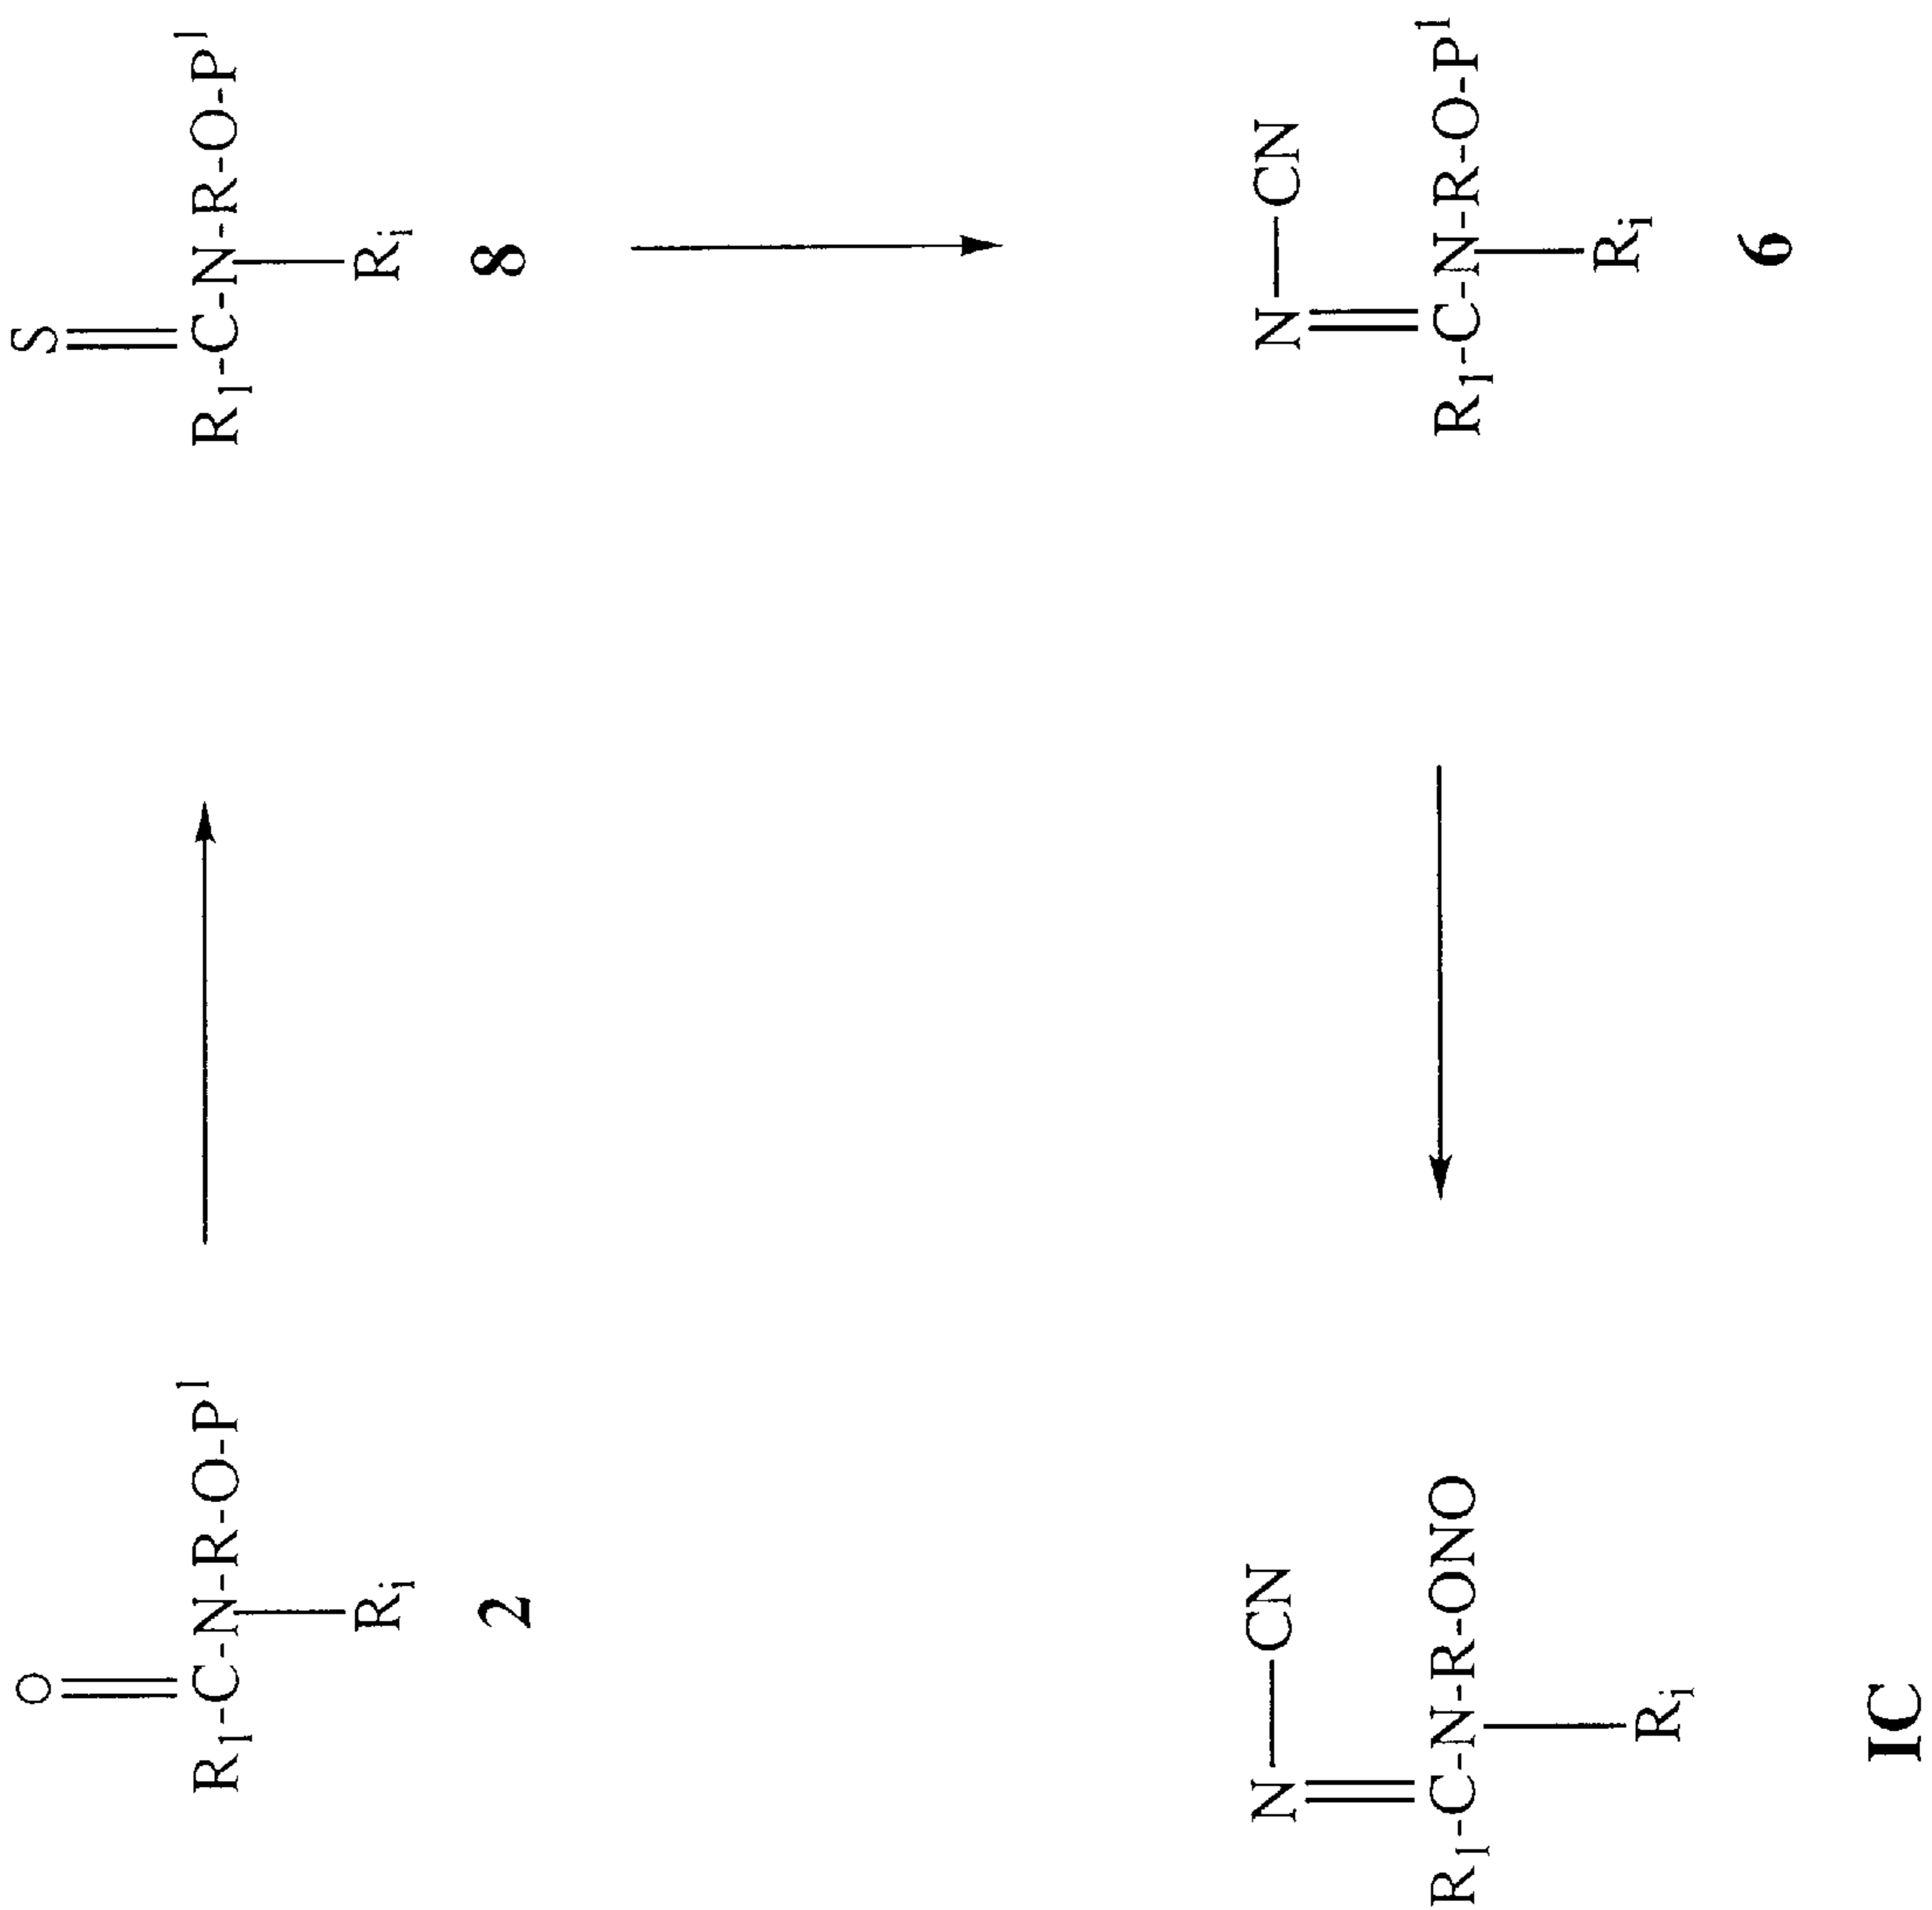 O
R1-C-N-R-O-P1
Ri
2
S
R1-C-N-R-O-P1
Ri
8
N—CN
R1-C-N-R-ONO
Ri
IC
N—CN
R1-C-N-R-O-P1
Ri
6